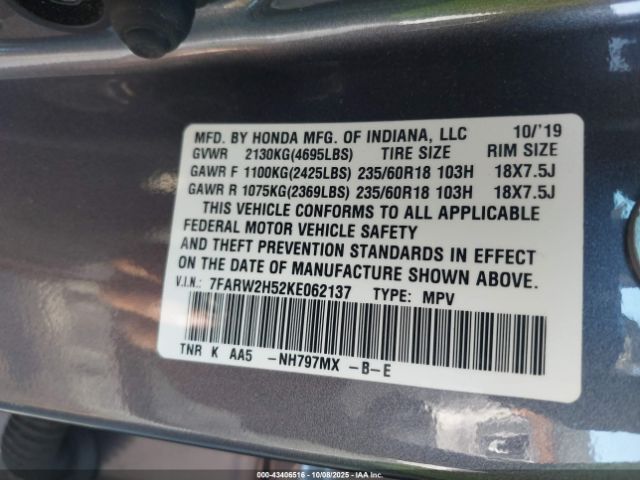 MFD. BY HONDA MFG. OF INDIANA, LLC 10/'19
GVWR 2130KG(4695LBS) TIRE SIZE RIM SIZE
GAWR F 1100KG(2425LBS) 235/60R18 103H 18X7.5J
GAWR R 1075KG(2369LBS) 235/60R18 103H 18X7.5J
THIS VEHICLE CONFORMS TO ALL APPLICABLE
FEDERAL MOTOR VEHICLE SAFETY
AND THEFT PREVENTION STANDARDS IN EFFECT
ON THE DATE OF MANUFACTURE SHOWN ABOVE.
V.I.N.: 7FARW2H52KE062137 TYPE: MPV
TNR K AA5 -NH797MX -B-E
000-43406516 - 10/08/2025 - IAA Inc.